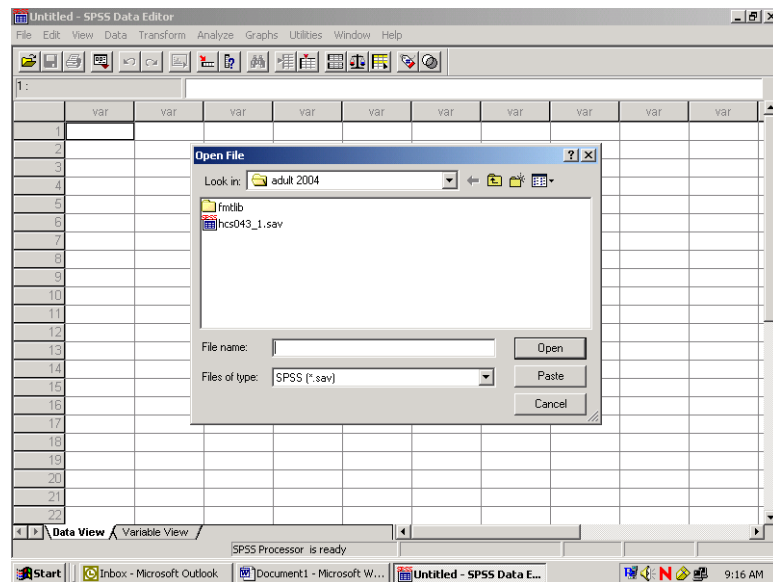 Untitled - SPSS Data Editor
File Edit View Data Transform Analyze Graphs Utilities Window Help
1 :
var var var var var var var var var var
1
2
3
4
5
6
7
8
9
10
11
12
13
14
15
16
17
18
19
20
21
22
Open File
Look in: adult 2004
fmtlib
hcs043_1.sav
File name: Open
Files of type: SPSS (*.sav) Paste
Cancel
Data View Variable View
SPSS Processor is ready
Start Inbox - Microsoft Outlook Document1 - Microsoft W... Untitled - SPSS Data E... 9:16 AM